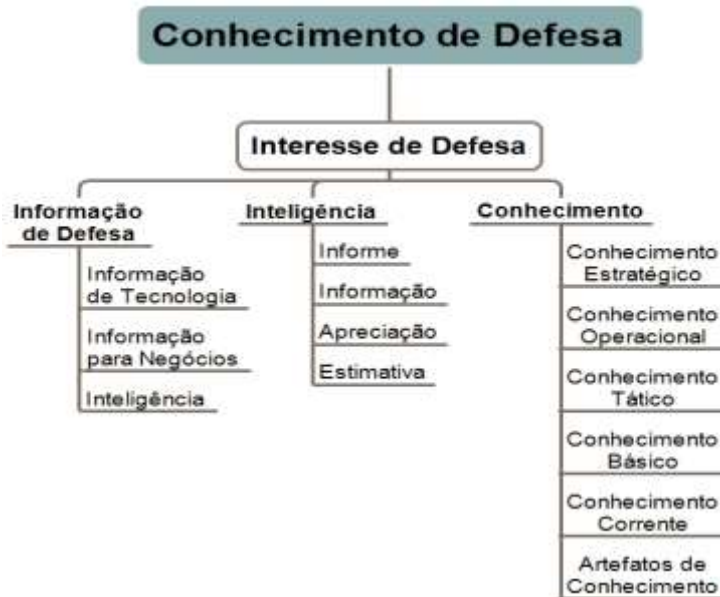 Conhecimento de Defesa
Interesse de Defesa
Informação
de Defesa
Informação
de Tecnologia
Informação
para Negócios
Inteligência
Inteligência
Informe
Informação
Apreciação
Estimativa
Conhecimento
Conhecimento
Estratégico
Conhecimento
Operacional
Conhecimento
Tático
Conhecimento
Básico
Conhecimento
Corrente
Artefatos de
Conhecimento